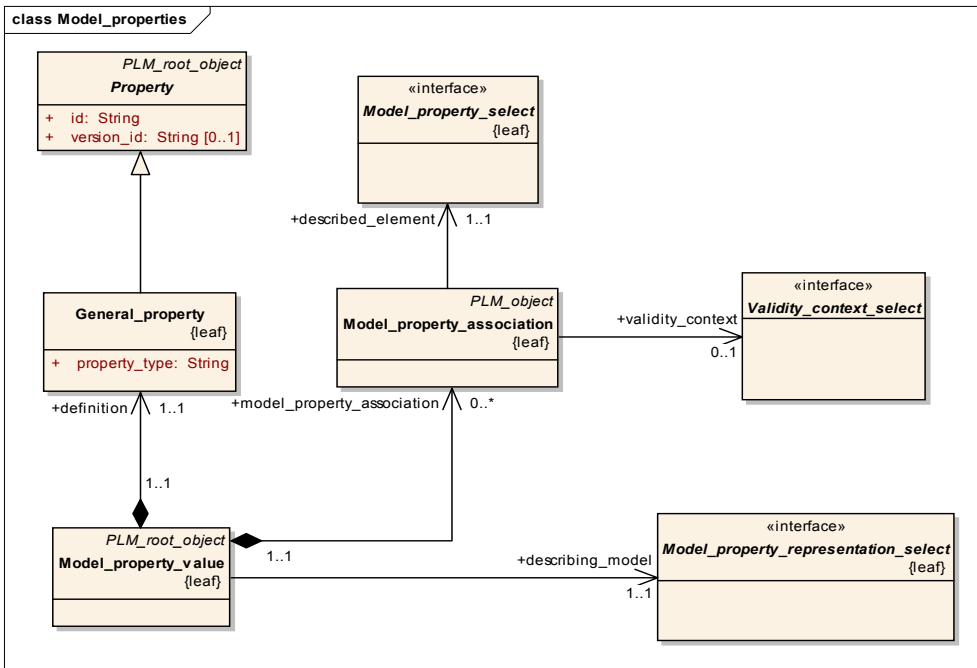 class Model_properties
PLM_root_object
Property
+ id: String
+ version_id: String [0..1]
«interface»
Model_property_select
{leaf}
+described_element 1..1
General_property
{leaf}
+ property_type: String
PLM_object
Model_property_association
{leaf}
+validity_context
0..1
«interface»
Validity_context_select
+definition 1..1
+model_property_association 0..*
1..1
PLM_root_object
Model_property_value
{leaf}
1..1
+describing_model
1..1
«interface»
Model_property_representation_select
{leaf}